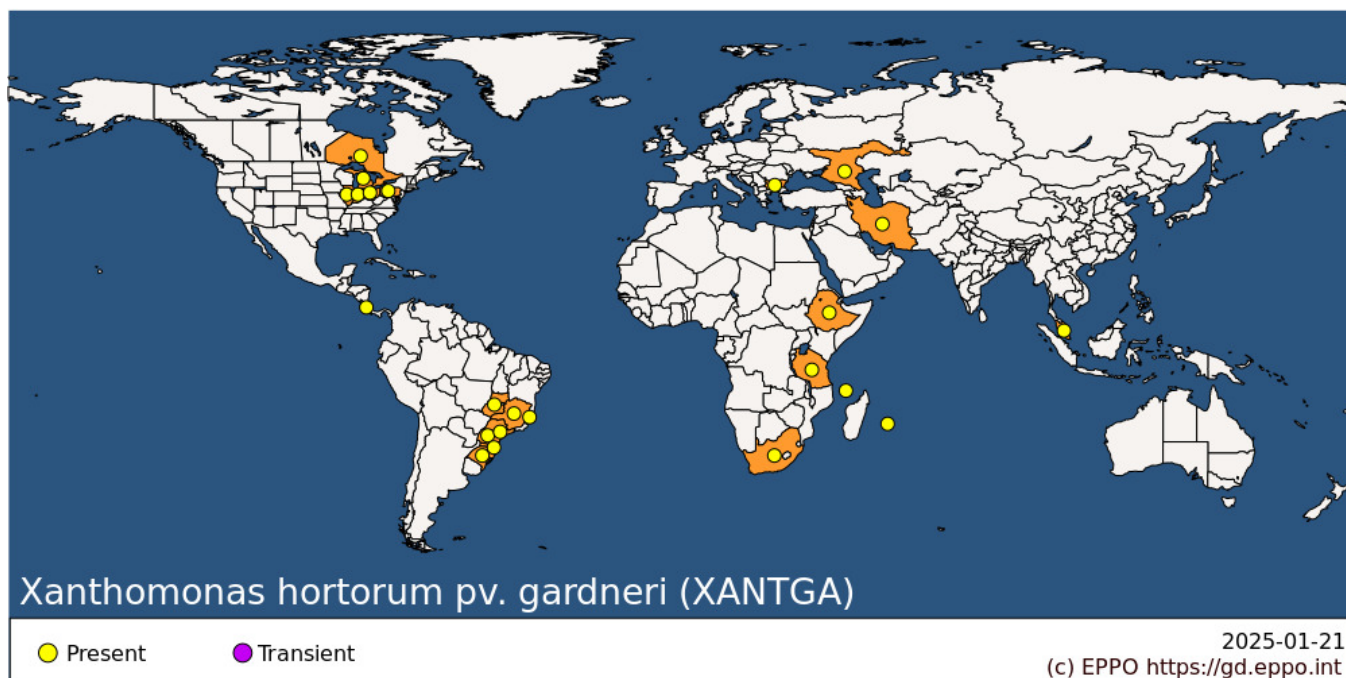 Xanthomonas hortorum pv. gardneri (XANTGA)
Present
Transient
2025-01-21
(c) EPPO https://gd.eppo.int